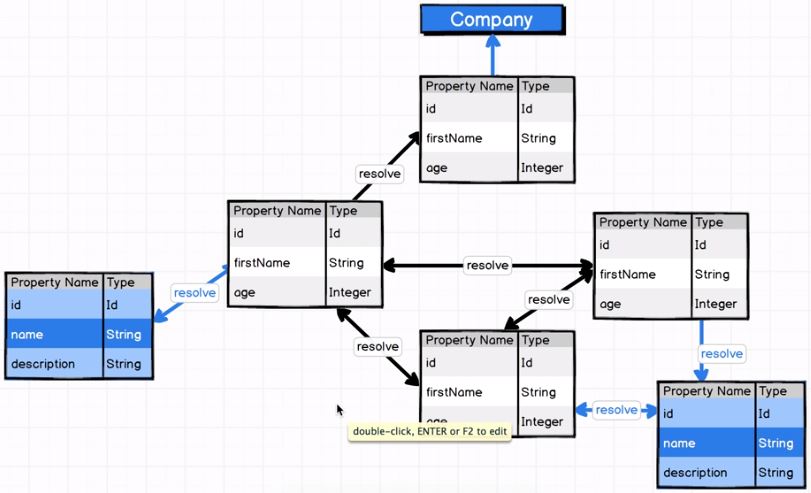 Company
Property Name Type
id Id
firstName String
age Integer
resolve
Property Name Type
id Id
firstName String
age Integer
Property Name Type
id Id
firstName String
age Integer
resolve
resolve
Property Name Type
id Id
name String
description String
resolve
resolve
Property Name Type
id Id
firstName String
age Integer
resolve
double-click, ENTER or F2 to edit
resolve
Property Name Type
id Id
name String
description String